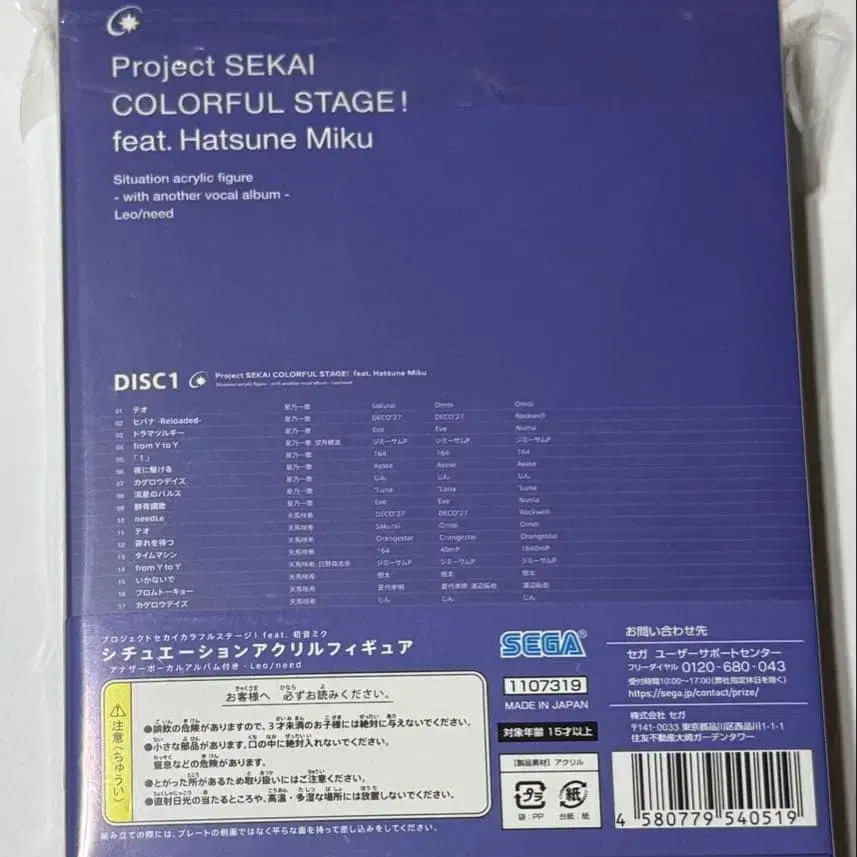 Project SEKAI
COLORFUL STAGE!
feat. Hatsune Miku
Situation acrylic figure
- with another vocal album -
Leo/need
DISC1 Project SEKAI COLORFUL STAGE! feat. Hatsune Miku
Situation acrylic figure - with another vocal album - Leo/need
01 テオ 星乃一歌 Sakurai Omoi Omoi
02 ヒバナ -Reloaded- 星乃一歌 DECO*27 DECO*27 Rockwell
03 ドラマツルギー 星乃一歌 Eve Eve Numa
04 from Y to Y 星乃一歌, 望月穂波 ジミーサムP ジミーサムP ジミーサムP
05 「1」 星乃一歌 164 164 164
06 夜に駆ける 星乃一歌 Ayase Ayase Ayase
07 カゲロウデイズ 星乃一歌 じん じん じん
08 流星のパルス 星乃一歌 *Luna *Luna *Luna
09 群青讃歌 星乃一歌 Eve Eve Numa
10 needLe 天馬咲希 DECO*27 DECO*27 Rockwell
11 テオ 天馬咲希 Sakurai Omoi Omoi
12 霽れを待つ 天馬咲希 Orangestar Orangestar Orangestar
13 タイムマシン 天馬咲希 164 40mP 1640mP
14 from Y to Y 天馬咲希, 日野森志歩 ジミーサムP ジミーサムP ジミーサムP
15 いかないで 天馬咲希 想太 想太 想太
16 フロムトーキョー 天馬咲希 夏代孝明 夏代孝明 渡辺拓也 渡辺拓也
17 カゲロウデイズ 天馬咲希 じん じん じん
プロジェクトセカイ カラフルステージ! feat. 初音ミク
シチュエーションアクリルフィギュア
-アナザーボーカルアルバム付き- Leo/need
注意(ちゅうい)
お客様へ 必ずお読みください。
●誤飲の危険がありますので、3才未満のお子様には絶対に与えないでください。
●小さな部品があります。口の中に絶対入れないでください。
窒息などの危険があります。
●とがった所があるため取り扱いにはご注意ください。
●直射日光の当たるところや、高温・多湿な場所には放置しないでください。
組み立ての際には、プレートの側面ではなく平らな面を持って差し込みをしてください。
SEGA®
1107319
MADE IN JAPAN
対象年齢 15才以上
【製品素材】アクリル
プラ 紙
袋:PP 台紙:紙
お問い合わせ先
セガ ユーザーサポートセンター
フリーダイヤル 0120-680-043
受付時間10:00〜17:00(弊社指定休日を除く)
https://sega.jp/contact/prize/
株式会社 セガ
〒141-0033 東京都品川区西品川1-1-1
住友不動産大崎ガーデンタワー
4 580779 540519